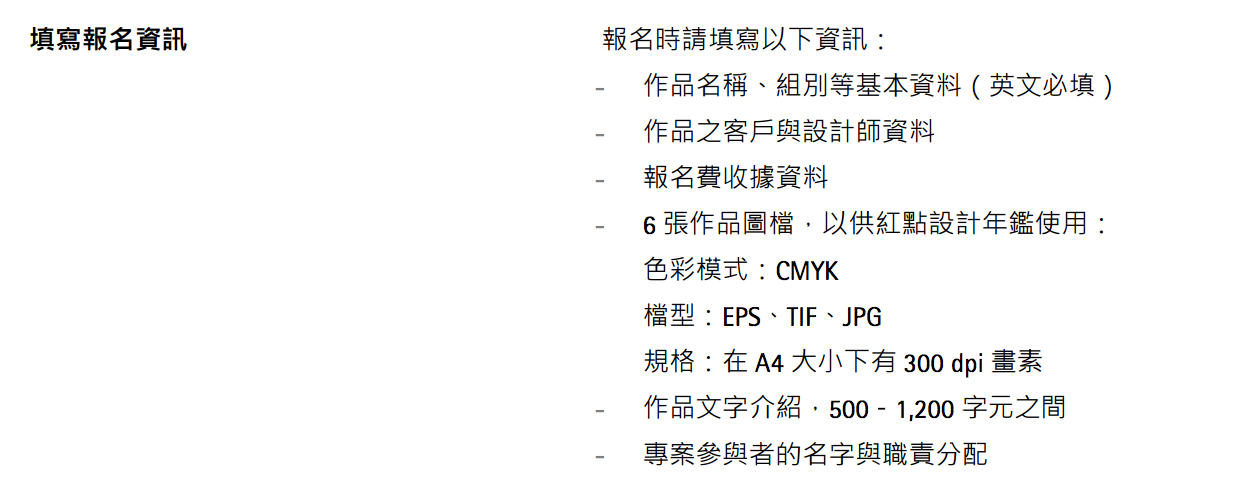 填寫報名資訊
報名時請填寫以下資訊：
- 作品名稱、組別等基本資料（英文必填）
- 作品之客戶與設計師資料
- 報名費收據資料
- 6 張作品圖檔，以供紅點設計年鑑使用：
色彩模式：CMYK
檔型：EPS、TIF、JPG
規格：在 A4 大小下有 300 dpi 畫素
- 作品文字介紹，500 - 1,200 字元之間
- 專案參與者的名字與職責分配